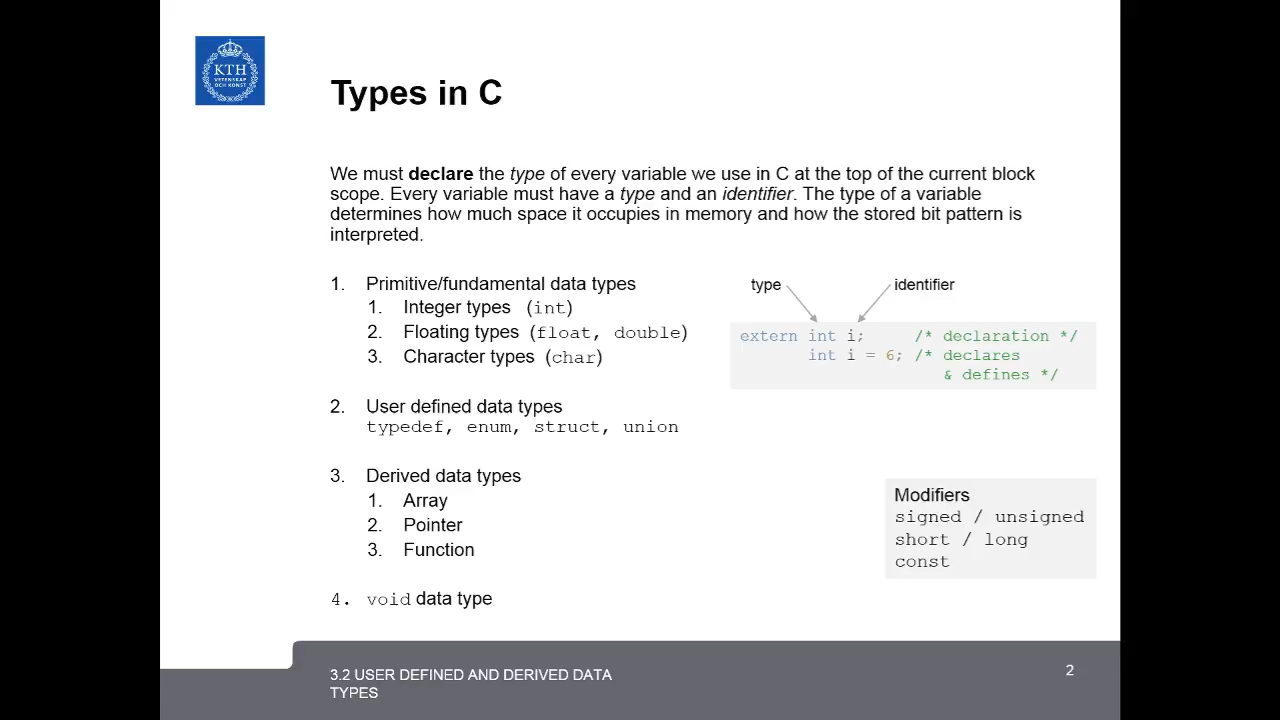 KTH
VETENSKAP
OCH KONST
Types in C
We must declare the type of every variable we use in C at the top of the current block
scope. Every variable must have a type and an identifier. The type of a variable
determines how much space it occupies in memory and how the stored bit pattern is
interpreted.
1. Primitive/fundamental data types
1. Integer types (int)
2. Floating types (float, double)
3. Character types (char)
2. User defined data types
typedef, enum, struct, union
3. Derived data types
1. Array
2. Pointer
3. Function
4. void data type
type identifier
extern int i; /* declaration */
int i = 6; /* declares
& defines */
Modifiers
signed / unsigned
short / long
const
3.2 USER DEFINED AND DERIVED DATA
TYPES
2